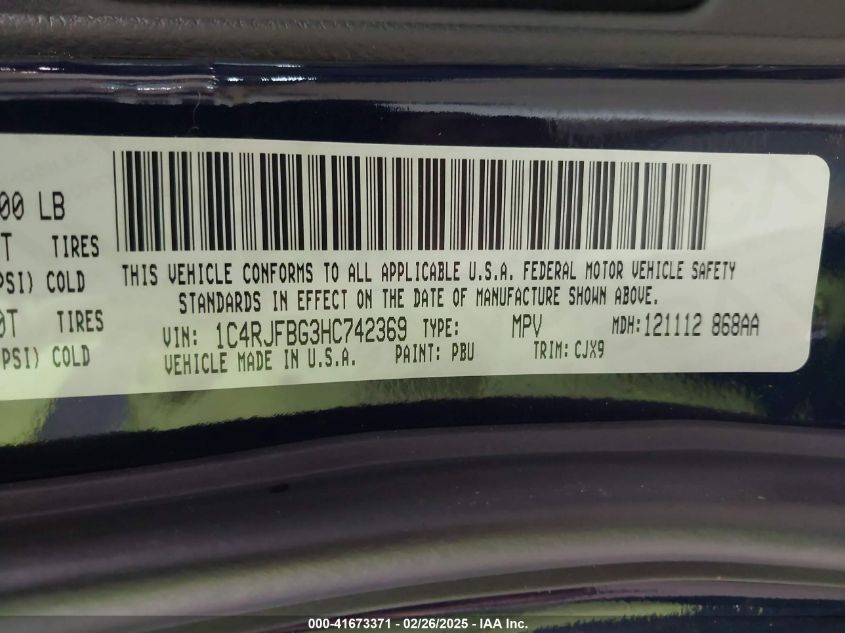 00 LB
T TIRES
PSI) COLD
0T TIRES
PSI) COLD
THIS VEHICLE CONFORMS TO ALL APPLICABLE U.S.A. FEDERAL MOTOR VEHICLE SAFETY
STANDARDS IN EFFECT ON THE DATE OF MANUFACTURE SHOWN ABOVE.
VIN: 1C4RJFBG3HC742369 TYPE: MPV MDH: 121112 868AA
VEHICLE MADE IN U.S.A. PAINT: PBU TRIM: CJX9
000-41673371 - 02/26/2025 - IAA Inc.